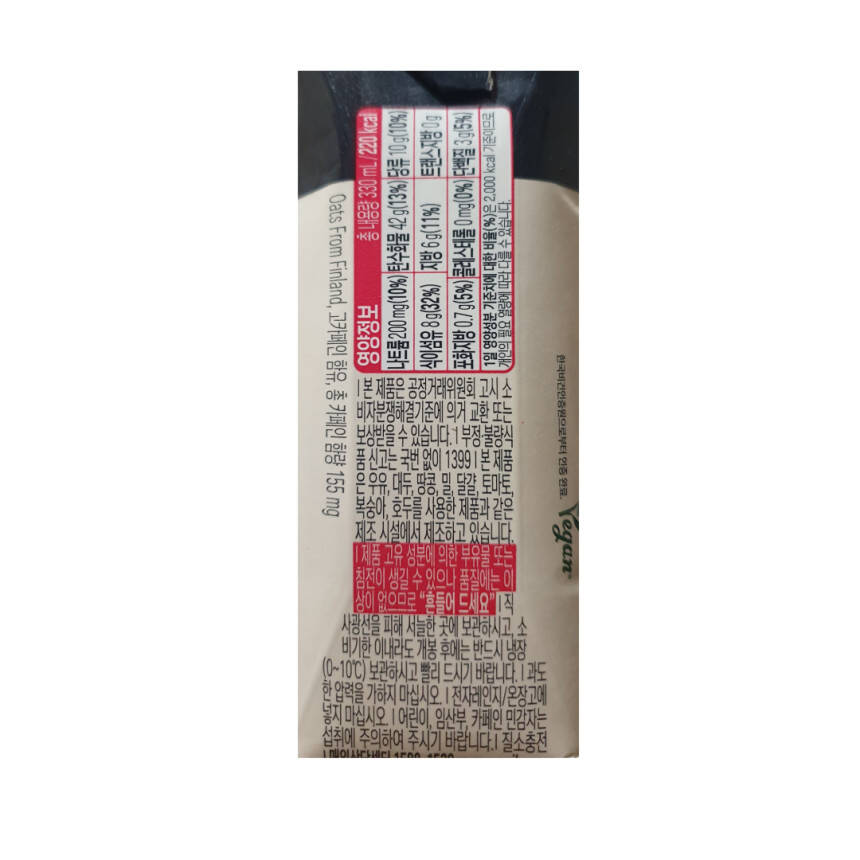 영양정보 총 내용량 330 mL / 220 kcal
나트륨 200 mg(10%) 탄수화물 42 g(13%) 당류 10 g(10%)
식이섬유 8 g(32%) 지방 6 g(11%) 트랜스지방 0 g
포화지방 0.7 g(5%) 콜레스테롤 0 mg(0%) 단백질 3 g(5%)
1일 영양성분 기준치에 대한 비율(%)은 2,000 kcal 기준이므로
개인의 필요 열량에 따라 다를 수 있습니다.
Oats From Finland, 고카페인 함유, 총 카페인 함량 155 mg
I 본 제품은 공정거래위원회 고시 소
비자분쟁해결기준에 의거 교환 또는
보상받을 수 있습니다. I 부정·불량식
품 신고는 국번 없이 1399 I 본 제품
은 우유, 대두, 땅콩, 밀, 달걀, 토마토,
복숭아, 호두를 사용한 제품과 같은
제조 시설에서 제조하고 있습니다.
I 제품 고유 성분에 의한 부유물 또는
침전이 생길 수 있으나 품질에는 이
상이 없으므로 “흔들어 드세요” I 직
사광선을 피해 서늘한 곳에 보관하시고, 소
비기한 이내라도 개봉 후에는 반드시 냉장
(0~10℃) 보관하시고 빨리 드시기 바랍니다. I 과도
한 압력을 가하지 마십시오. I 전자레인지/온장고에
넣지 마십시오. I 어린이, 임산부, 카페인 민감자는
섭취에 주의하여 주시기 바랍니다. I 질소충전
한국비건인증원으로부터 인증 완료.
Vegan